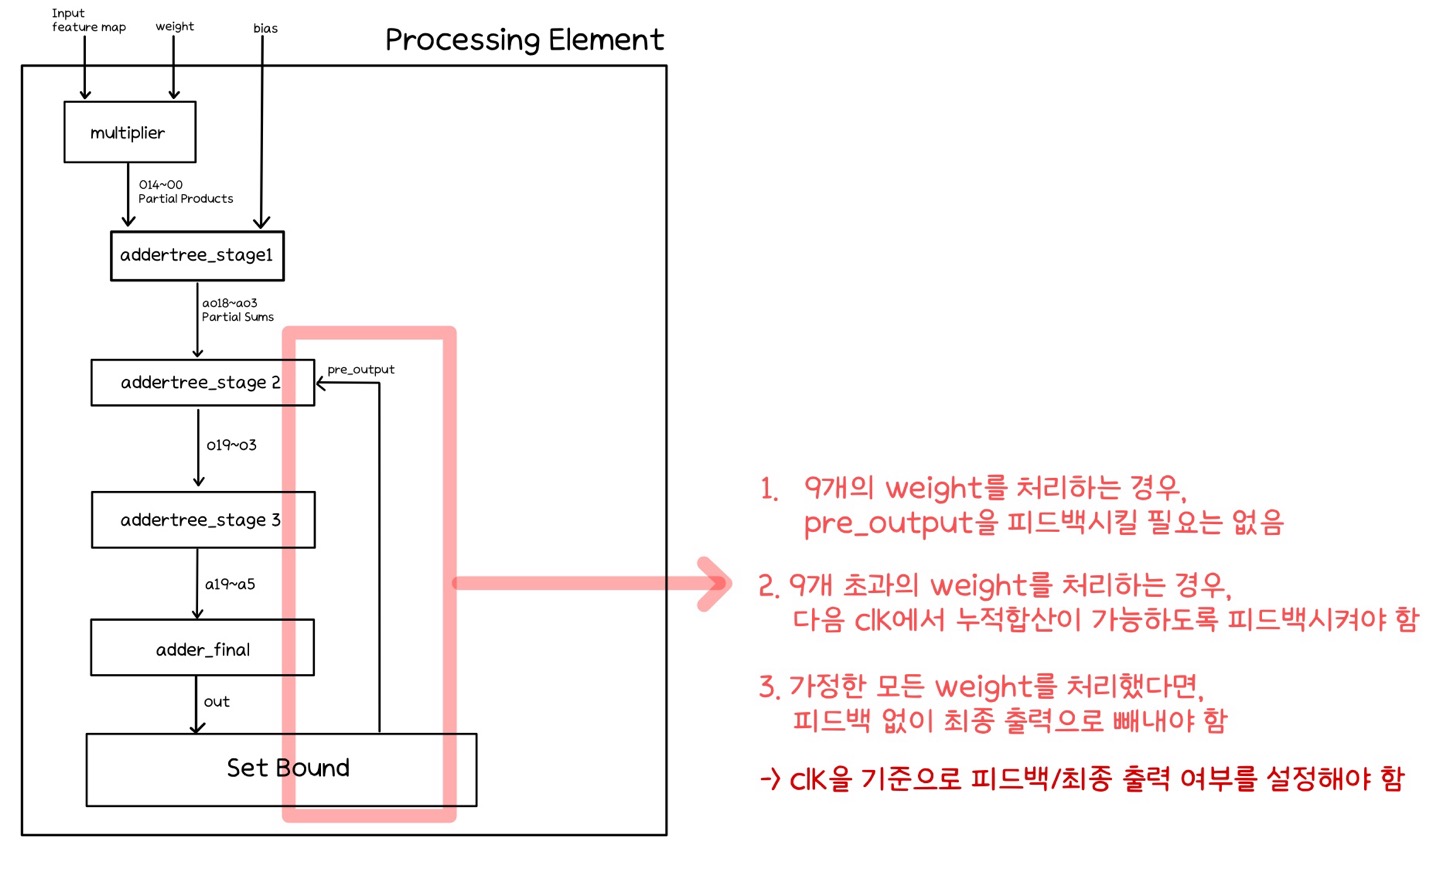 Input
feature map
weight
bias
Processing Element
multiplier
O14~O0
Partial Products
addertree_stage1
ao18~ao3
Partial Sums
addertree_stage 2
pre_output
o19~o3
addertree_stage 3
a19~a5
adder_final
out
Set Bound
1. 9개의 weight를 처리하는 경우,
pre_output을 피드백시킬 필요는 없음
2. 9개 초과의 weight를 처리하는 경우,
다음 clk에서 누적합산이 가능하도록 피드백시켜야 함
3. 가정한 모든 weight를 처리했다면,
피드백 없이 최종 출력으로 빼내야 함
-> clk을 기준으로 피드백/최종 출력 여부를 설정해야 함